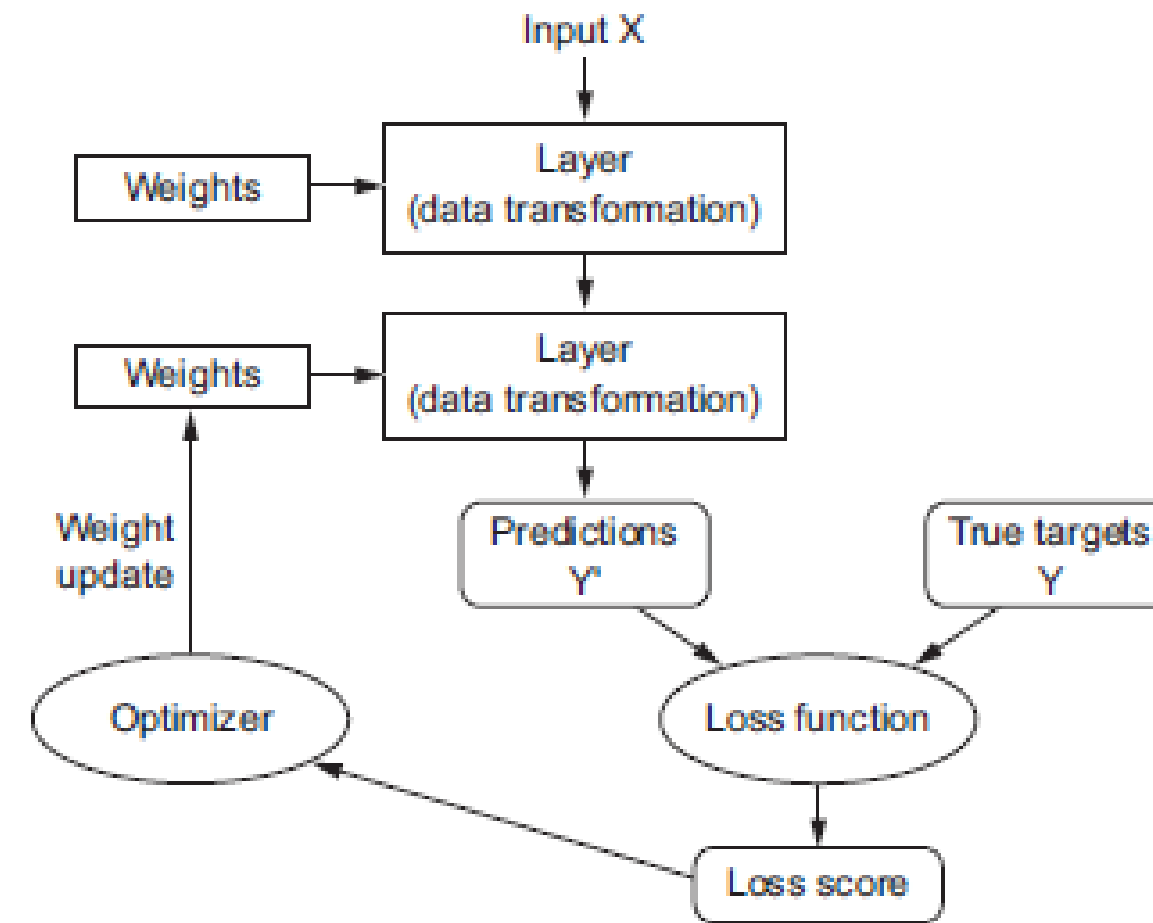 Input X
Weights
Layer
(data transformation)
Weights
Layer
(data transformation)
Weight
update
Predictions
Y'
True targets
Y
Optimizer
Loss function
Loss score